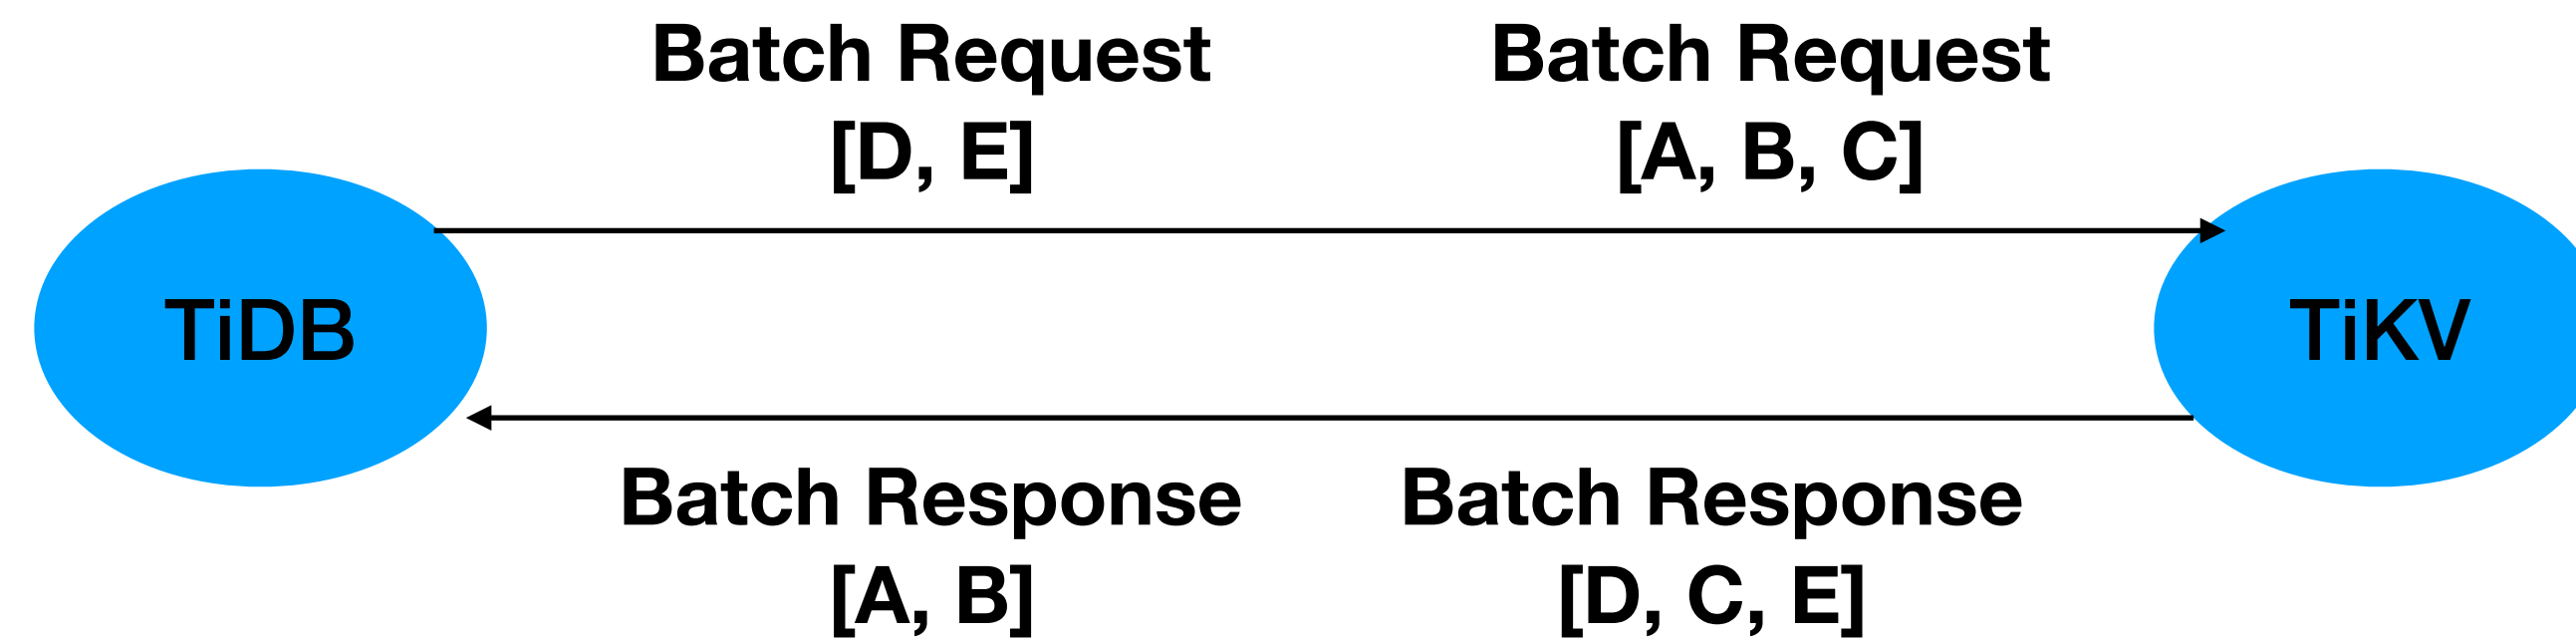 Batch Request
[D, E]
Batch Request
[A, B, C]
TiDB
TiKV
Batch Response
[A, B]
Batch Response
[D, C, E]